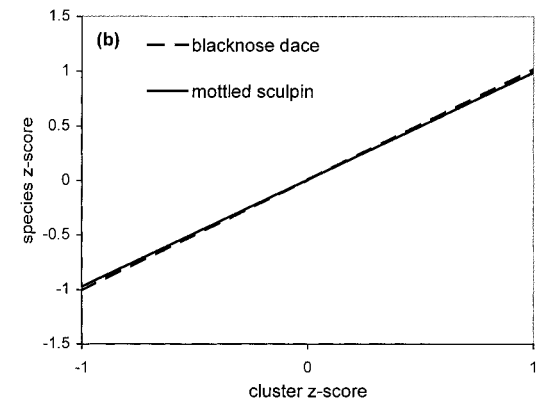 1.5
(b)
blacknose dace
1
mottled sculpin
0.5
0
-0.5
-1
-1.5
species z-score
-1
0
1
cluster z-score